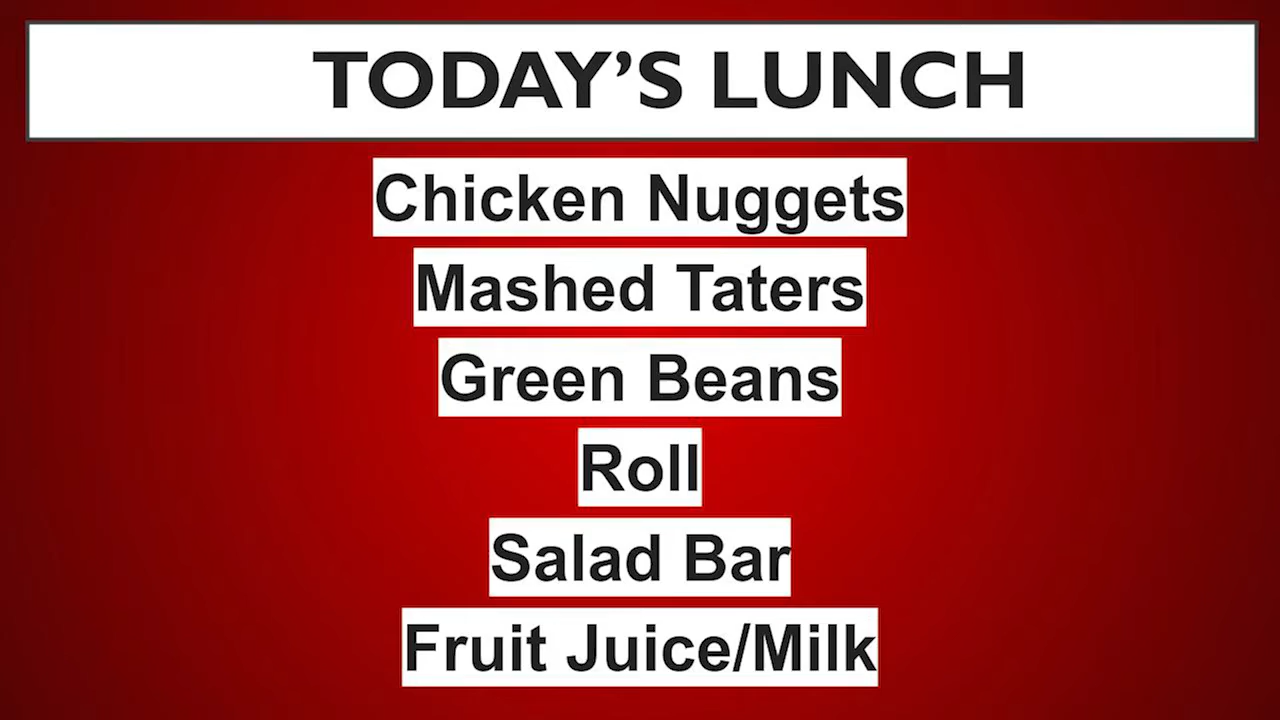 TODAY’S LUNCH
Chicken Nuggets
Mashed Taters
Green Beans
Roll
Salad Bar
Fruit Juice/Milk